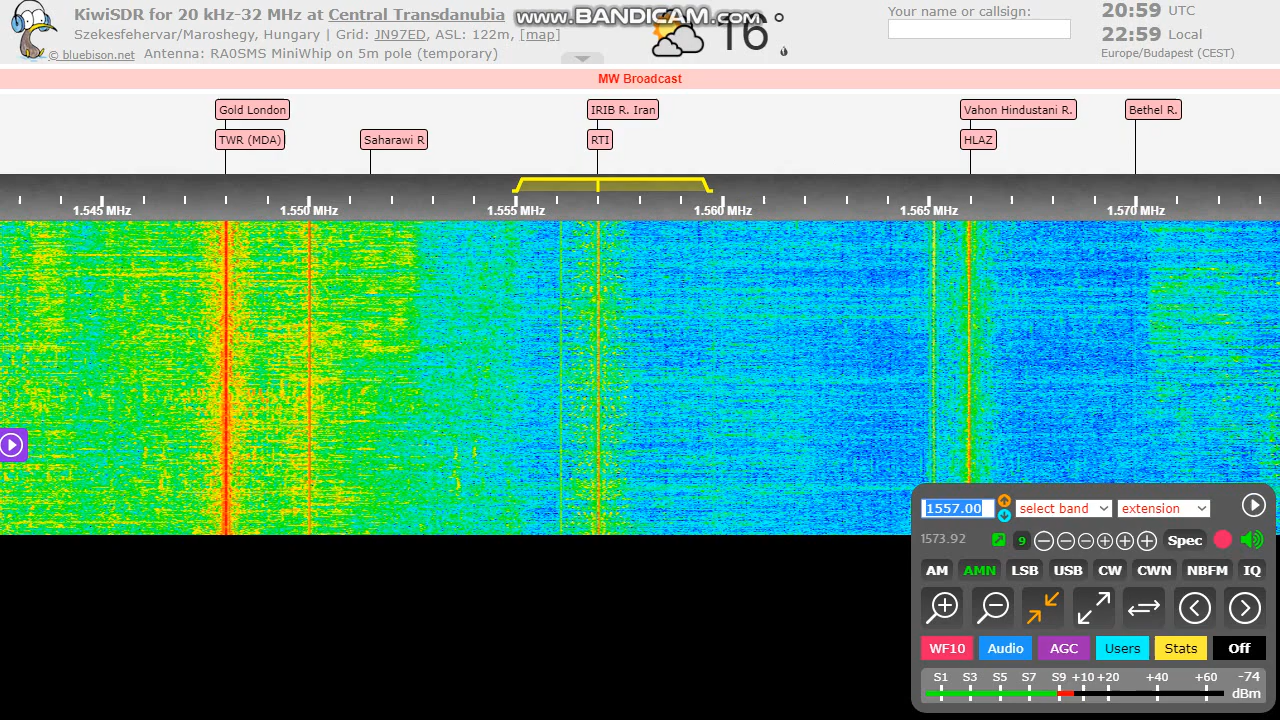 KiwiSDR for 20 kHz-32 MHz at Central Transdanubia
Szekesfehervar/Maroshegy, Hungary | Grid: JN97ED, ASL: 122m, [map]
© bluebison.net Antenna: RA0SMS MiniWhip on 5m pole (temporary)
www.BANDICAM.com
16°
Your name or callsign:
20:59 UTC
22:59 Local
Europe/Budapest (CEST)
MW Broadcast
Gold London IRIB R. Iran Vahon Hindustani R. Bethel R.
TWR (MDA) Saharawi R RTI HLAZ
1.545 MHz 1.550 MHz 1.555 MHz 1.560 MHz 1.565 MHz 1.570 MHz
1557.00 select band extension
1573.92 9 Spec
AM AMN LSB USB CW CWN NBFM IQ
WF10 Audio AGC Users Stats Off
S1 S3 S5 S7 S9 +10 +20 +40 +60 -74
dBm